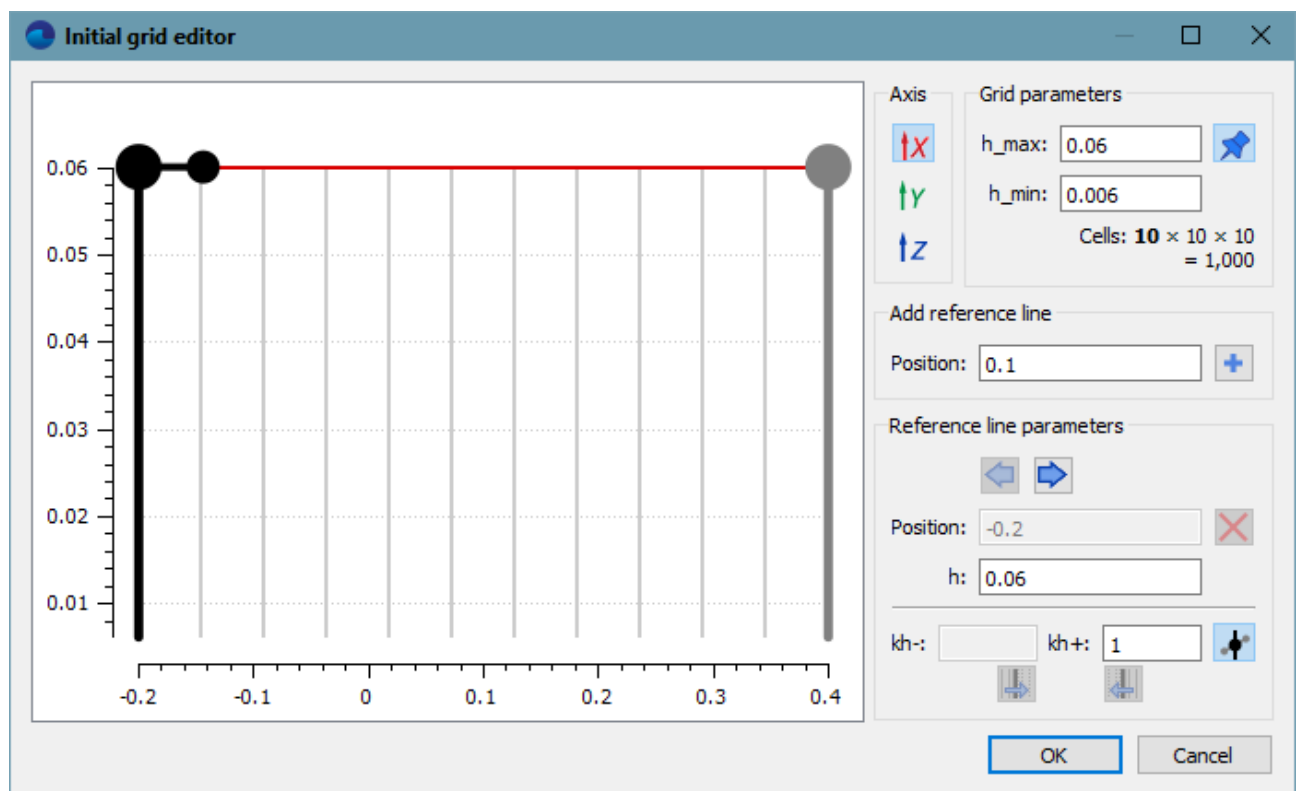 Initial grid editor
0.06
0.05
0.04
0.03
0.02
0.01
-0.2 -0.1 0 0.1 0.2 0.3 0.4
Axis
X
Y
Z
Grid parameters
h_max: 0.06
h_min: 0.006
Cells: 10 × 10 × 10
= 1,000
Add reference line
Position: 0.1
Reference line parameters
Position: -0.2
h: 0.06
kh-: kh+: 1
OK Cancel